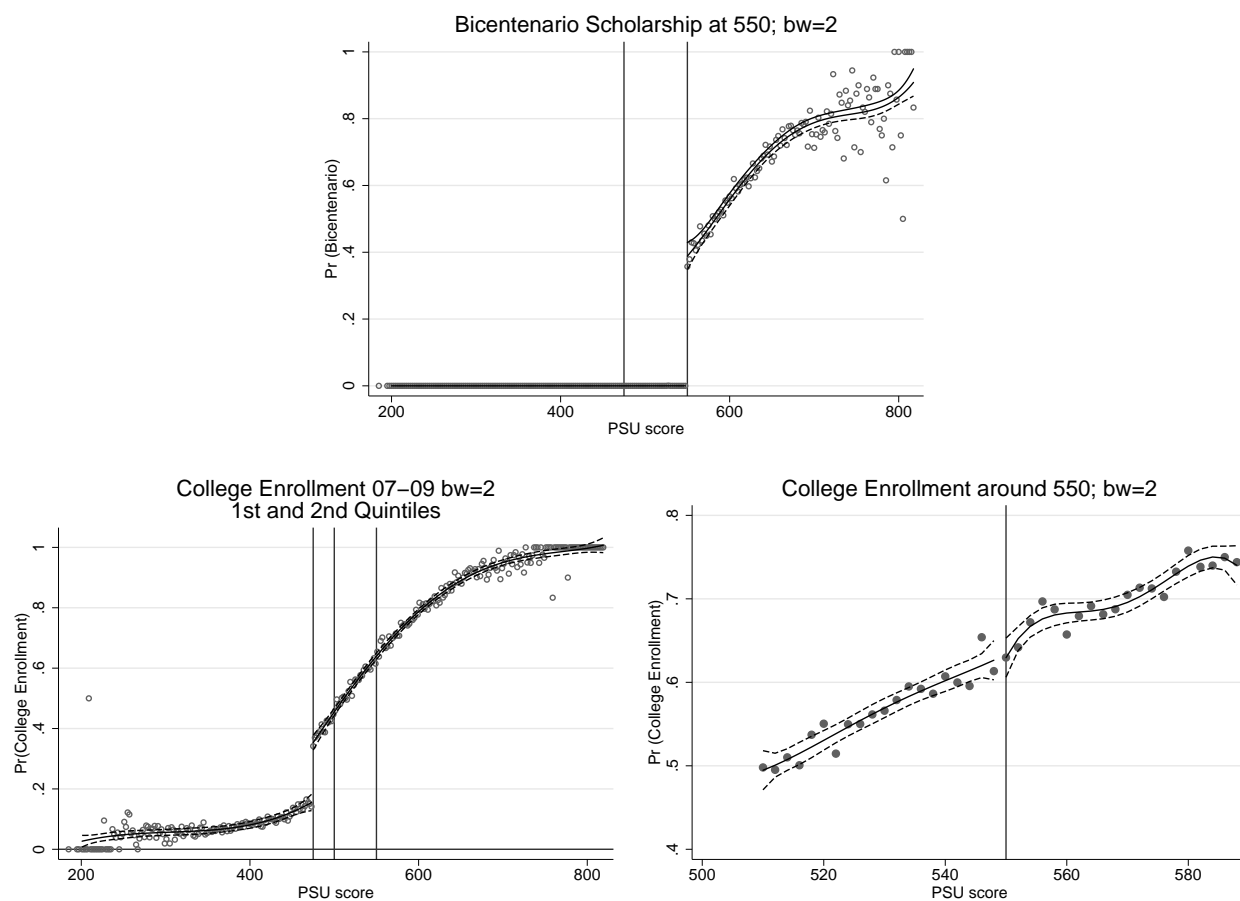 Bicentenario Scholarship at 550; bw=2
Pr (Bicentenario)
1
.8
.6
.4
.2
0
200 400 600 800
PSU score
College Enrollment 07−09 bw=2
1st and 2nd Quintiles
Pr(College Enrollment)
1
.8
.6
.4
.2
0
200 400 600 800
PSU score
College Enrollment around 550; bw=2
Pr (College Enrollment)
.8
.7
.6
.5
.4
500 520 540 560 580
PSU score